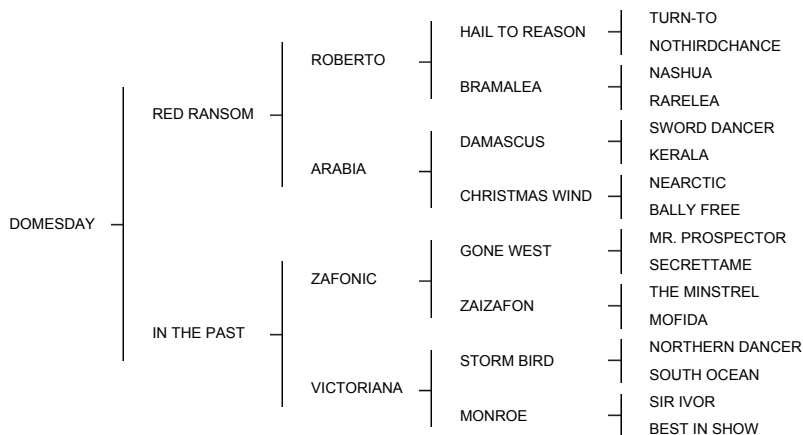 DOMESDAY
RED RANSOM
IN THE PAST
ROBERTO
ARABIA
ZAFONIC
VICTORIANA
HAIL TO REASON
BRAMALEA
DAMASCUS
CHRISTMAS WIND
GONE WEST
ZAIZAFON
STORM BIRD
MONROE
TURN-TO
NOTHIRDCHANCE
NASHUA
RARELEA
SWORD DANCER
KERALA
NEARCTIC
BALLY FREE
MR. PROSPECTOR
SECRETTAME
THE MINSTREL
MOFIDA
NORTHERN DANCER
SOUTH OCEAN
SIR IVOR
BEST IN SHOW